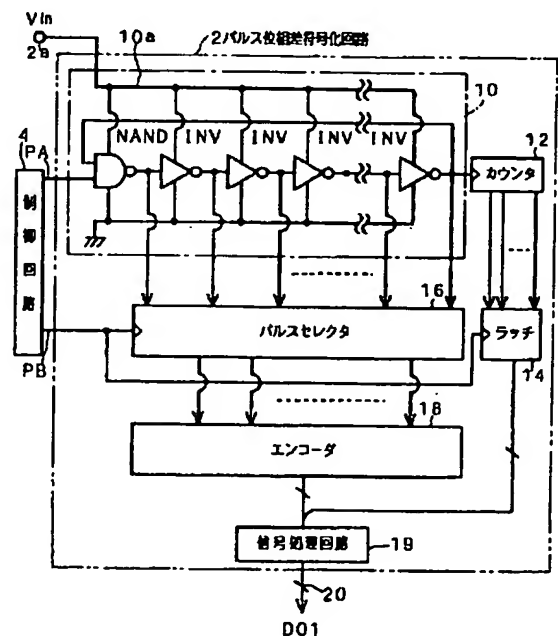 Vin
2a
10a
2パルス位相差符号化回路
10
NAND INV INV INV INV
4
PA
制御回路
12
カウンタ
16
パルスセレクタ
ラッチ
14
PB
18
エンコーダ
信号処理回路
19
20
DO1